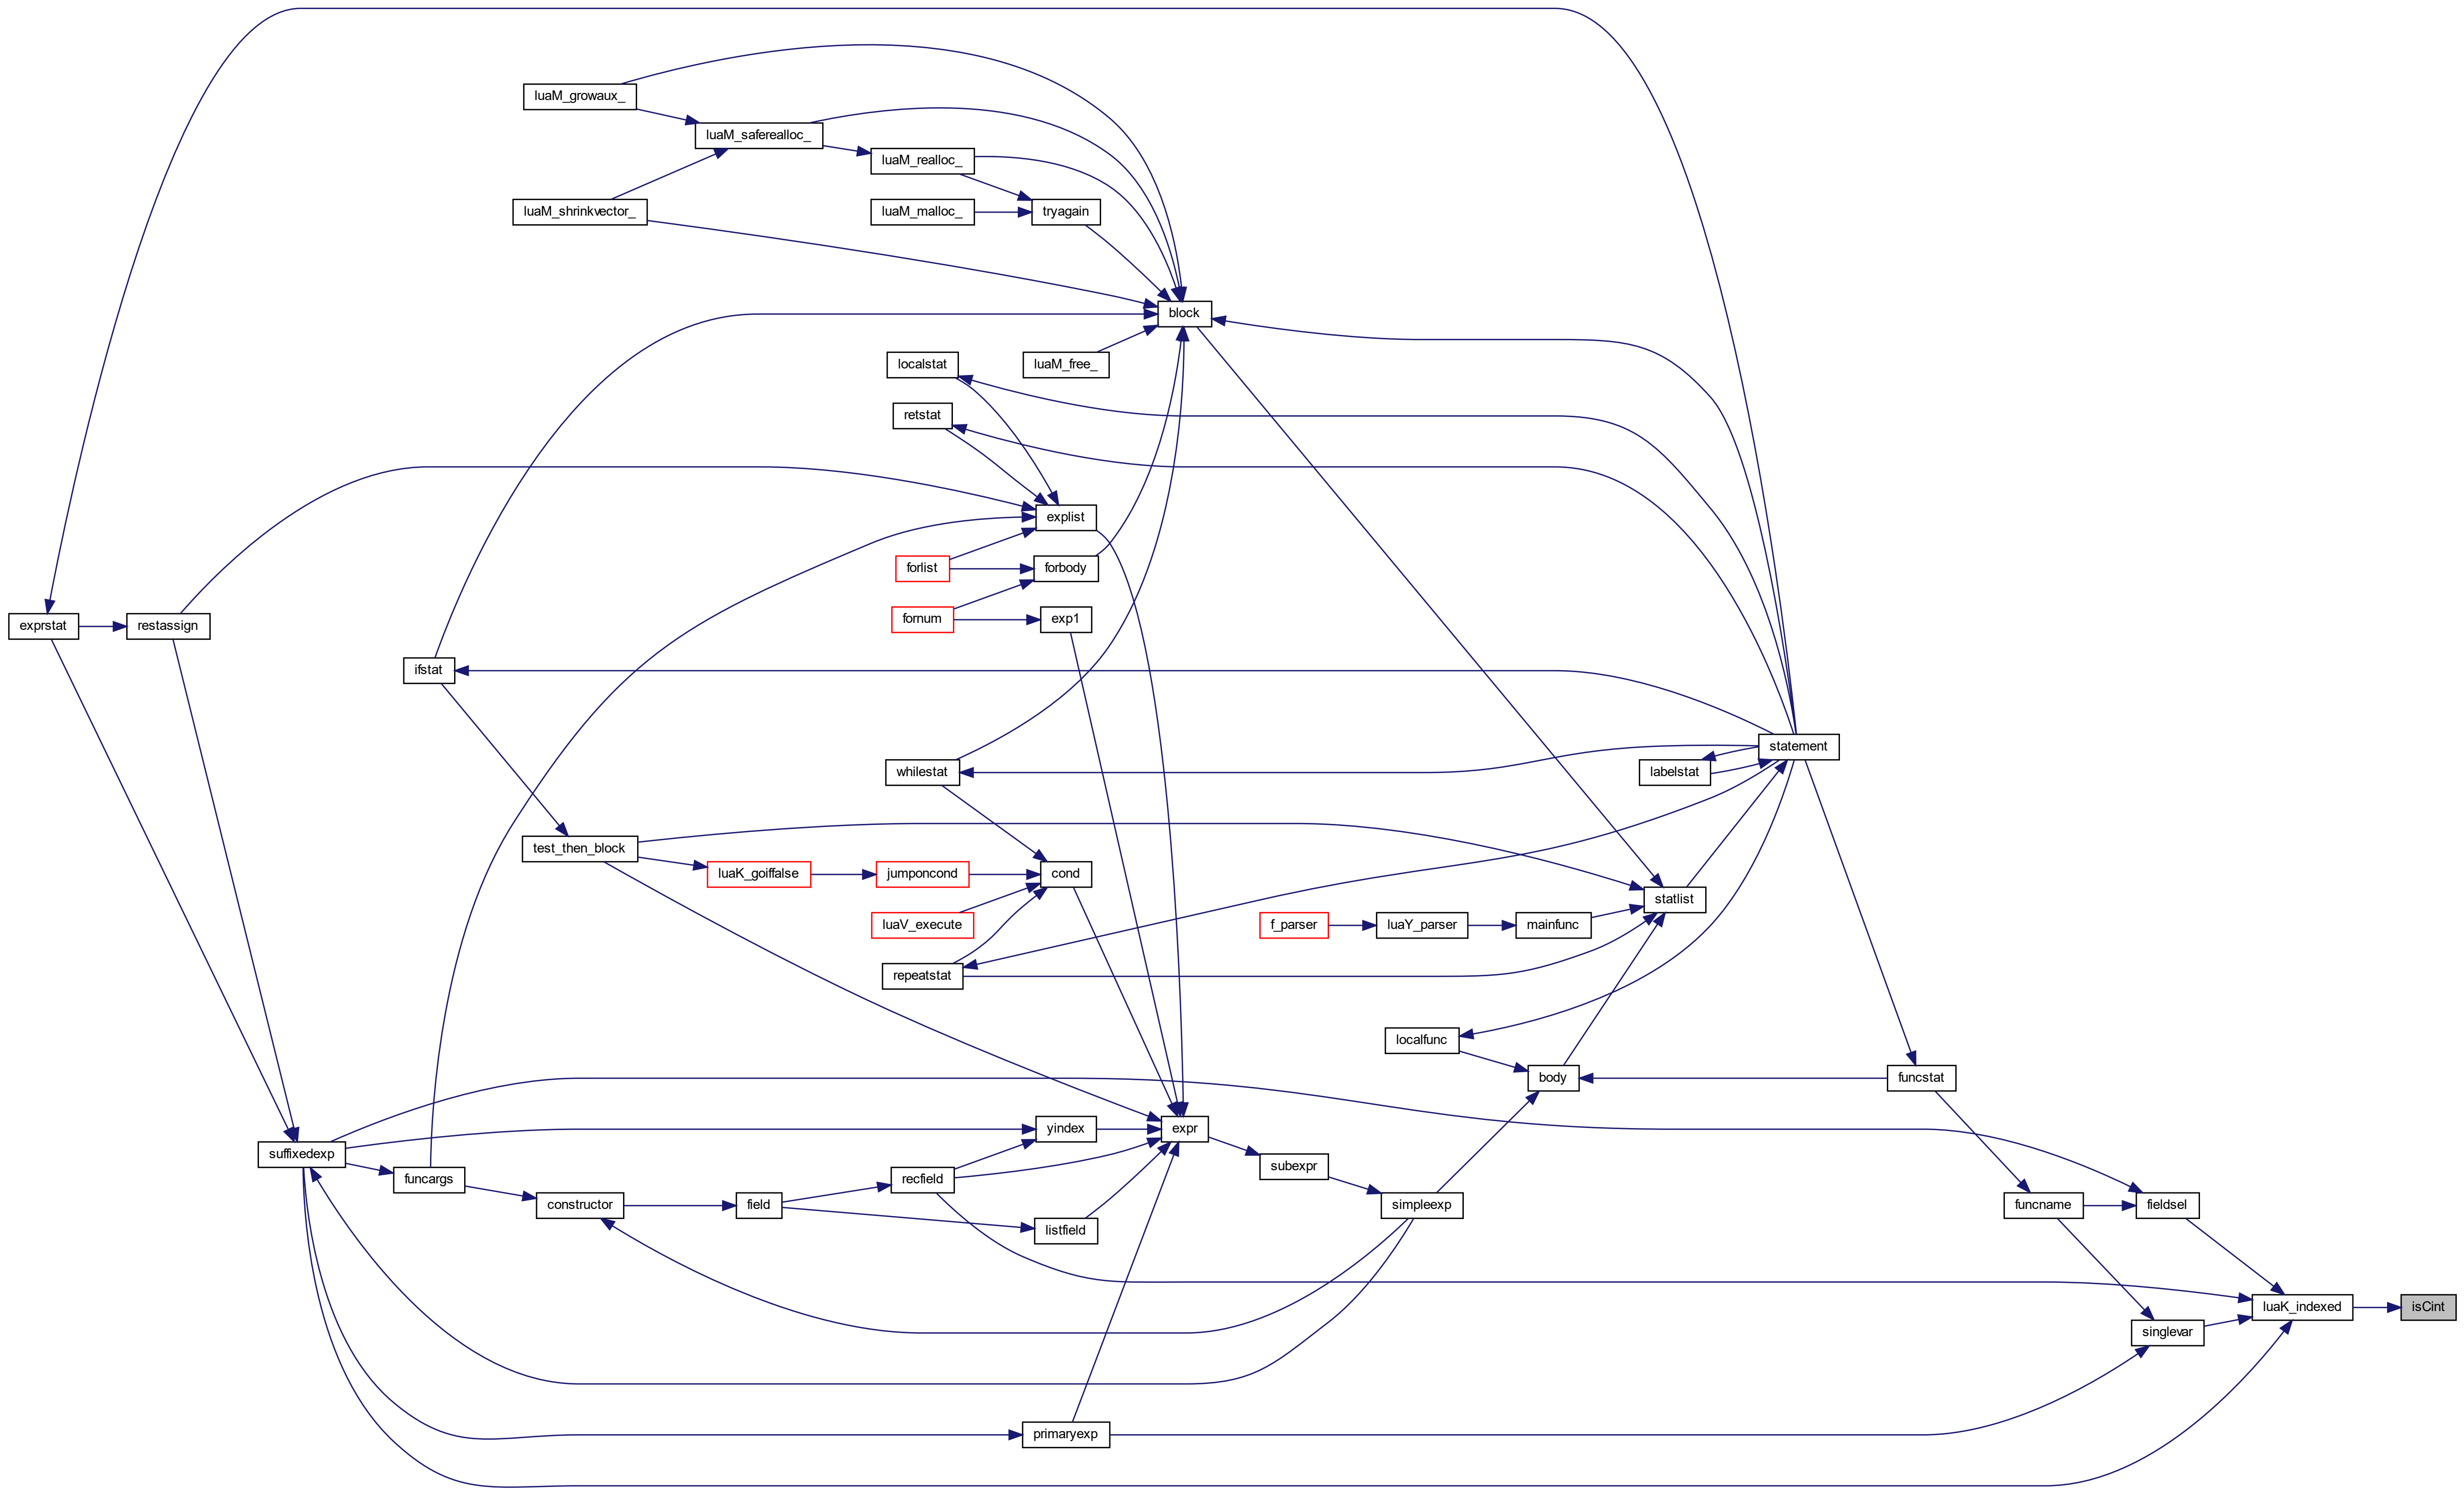 luaM_growaux_
luaM_saferealloc_
luaM_realloc_
luaM_shrinkvector_
luaM_malloc_
tryagain
block
localstat
luaM_free_
retstat
explist
forlist
forbody
fornum
exp1
exprstat
restassign
ifstat
statement
whilestat
labelstat
test_then_block
luaK_goiffalse
jumponcond
cond
statlist
luaV_execute
f_parser
luaY_parser
mainfunc
repeatstat
localfunc
body
funcstat
yindex
expr
suffixedexp
subexpr
funcargs
recfield
constructor
field
simpleexp
funcname
fieldsel
listfield
luaK_indexed
isCint
singlevar
primaryexp